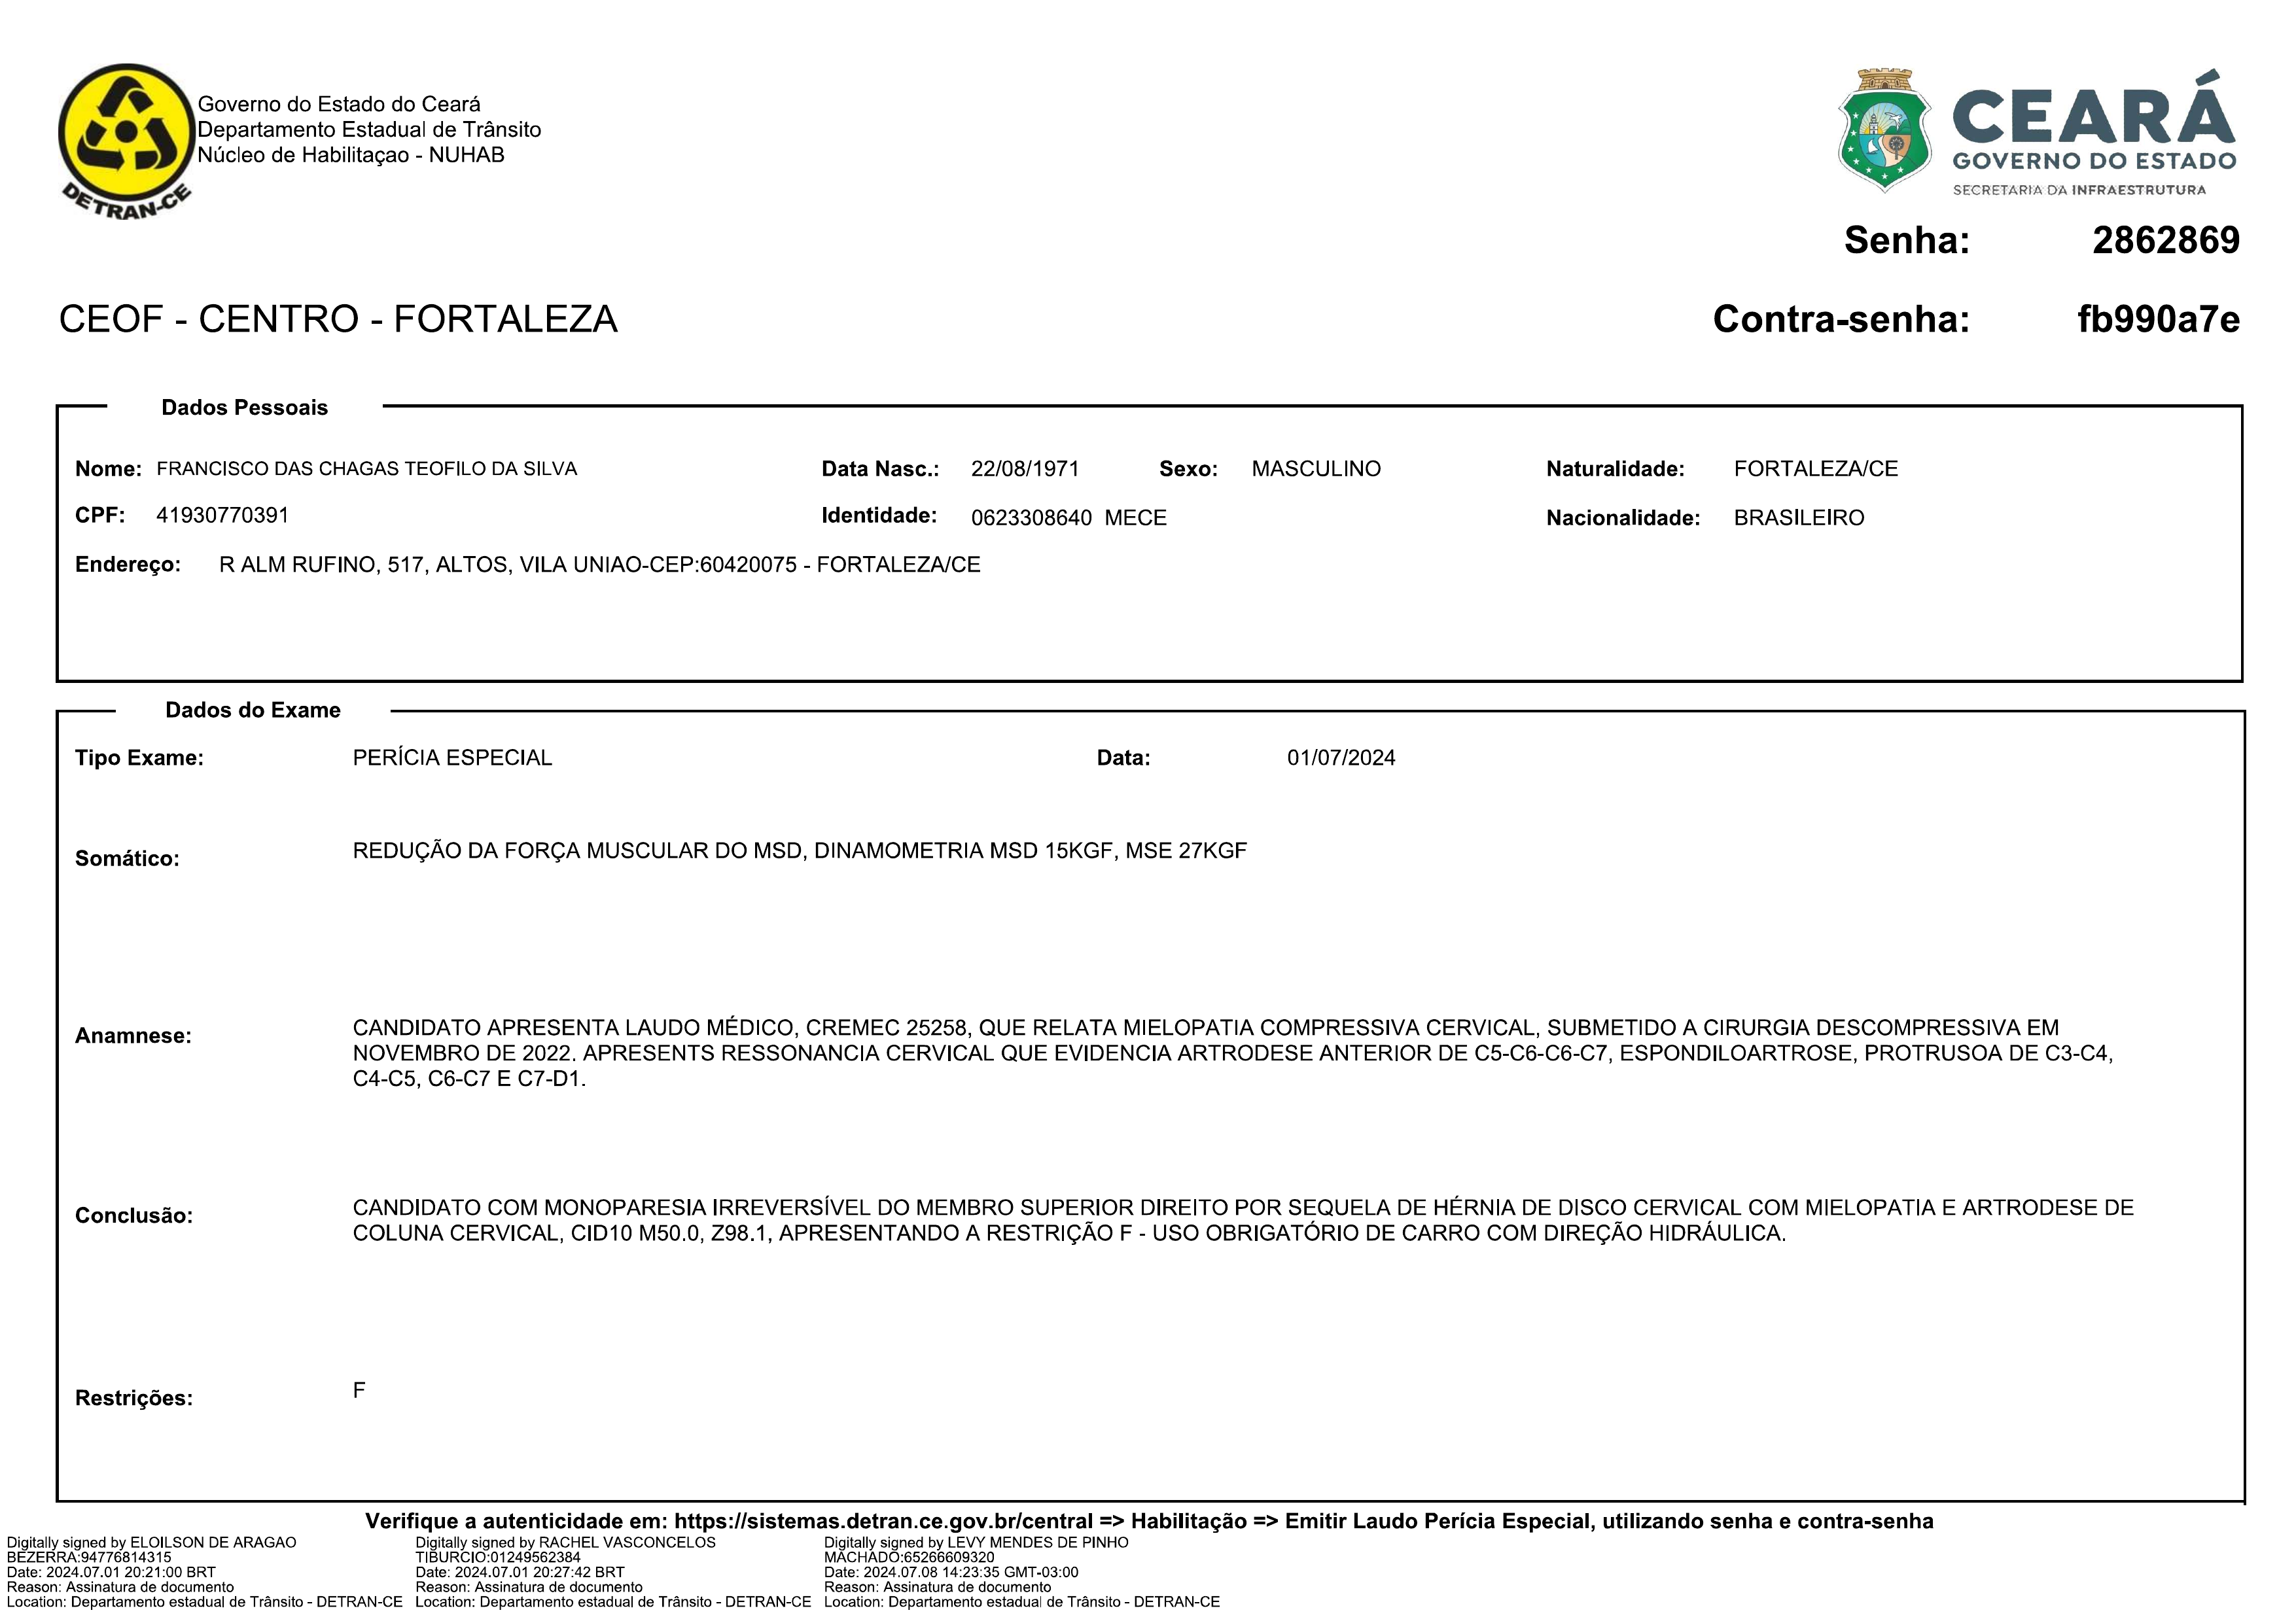 Governo do Estado do Ceará
Departamento Estadual de Trânsito
Núcleo de Habilitaçao - NUHAB
DETRAN-CE
CEARÁ
GOVERNO DO ESTADO
SECRETARIA DA INFRAESTRUTURA
Senha: 2862869
CEOF - CENTRO - FORTALEZA
Contra-senha: fb990a7e
Dados Pessoais
Nome: FRANCISCO DAS CHAGAS TEOFILO DA SILVA Data Nasc.: 22/08/1971 Sexo: MASCULINO Naturalidade: FORTALEZA/CE
CPF: 41930770391 Identidade: 0623308640 MECE Nacionalidade: BRASILEIRO
Endereço: R ALM RUFINO, 517, ALTOS, VILA UNIAO-CEP:60420075 - FORTALEZA/CE
Dados do Exame
Tipo Exame: PERÍCIA ESPECIAL Data: 01/07/2024
Somático: REDUÇÃO DA FORÇA MUSCULAR DO MSD, DINAMOMETRIA MSD 15KGF, MSE 27KGF
Anamnese: CANDIDATO APRESENTA LAUDO MÉDICO, CREMEC 25258, QUE RELATA MIELOPATIA COMPRESSIVA CERVICAL, SUBMETIDO A CIRURGIA DESCOMPRESSIVA EM
NOVEMBRO DE 2022. APRESENTS RESSONANCIA CERVICAL QUE EVIDENCIA ARTRODESE ANTERIOR DE C5-C6-C6-C7, ESPONDILOARTROSE, PROTRUSOA DE C3-C4,
C4-C5, C6-C7 E C7-D1.
Conclusão: CANDIDATO COM MONOPARESIA IRREVERSÍVEL DO MEMBRO SUPERIOR DIREITO POR SEQUELA DE HÉRNIA DE DISCO CERVICAL COM MIELOPATIA E ARTRODESE DE
COLUNA CERVICAL, CID10 M50.0, Z98.1, APRESENTANDO A RESTRIÇÃO F - USO OBRIGATÓRIO DE CARRO COM DIREÇÃO HIDRÁULICA.
Restrições: F
Verifique a autenticidade em: https://sistemas.detran.ce.gov.br/central => Habilitação => Emitir Laudo Perícia Especial, utilizando senha e contra-senha
Digitally signed by ELOILSON DE ARAGAO
BEZERRA:94776814315
Date: 2024.07.01 20:21:00 BRT
Reason: Assinatura de documento
Location: Departamento estadual de Trânsito - DETRAN-CE
Digitally signed by RACHEL VASCONCELOS
TIBURCIO:01249562384
Date: 2024.07.01 20:27:42 BRT
Reason: Assinatura de documento
Location: Departamento estadual de Trânsito - DETRAN-CE
Digitally signed by LEVY MENDES DE PINHO
MACHADO:65266609320
Date: 2024.07.08 14:23:35 GMT-03:00
Reason: Assinatura de documento
Location: Departamento estadual de Trânsito - DETRAN-CE